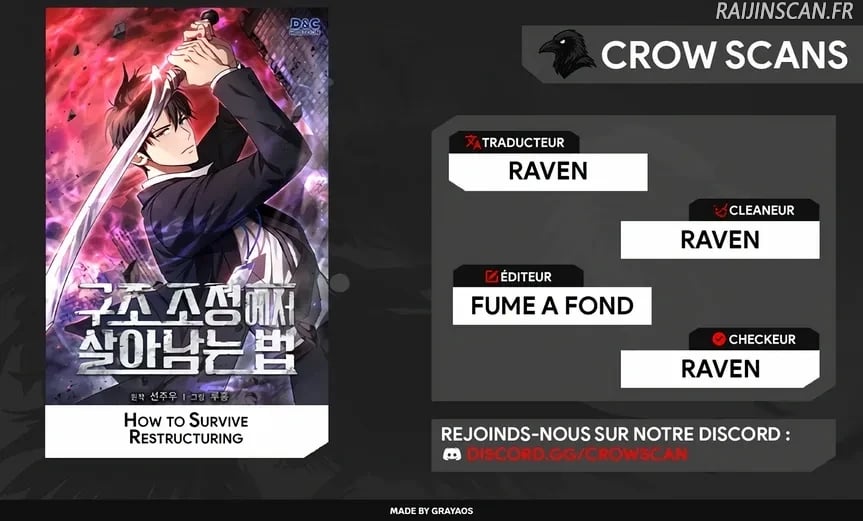 RAIJINSCAN.FR
D&C
WEBTOON
CROW SCANS
TRADUCTEUR
RAVEN
CLEANEUR
RAVEN
ÉDITEUR
FUME A FOND
CHECKEUR
RAVEN
구조 조정에서
살아남는 법
원작 선주우 | 그림 루홍
HOW TO SURVIVE
RESTRUCTURING
REJOINDS-NOUS SUR NOTRE DISCORD :
DISCORD.GG/CROWSCAN
MADE BY GRAYAOS